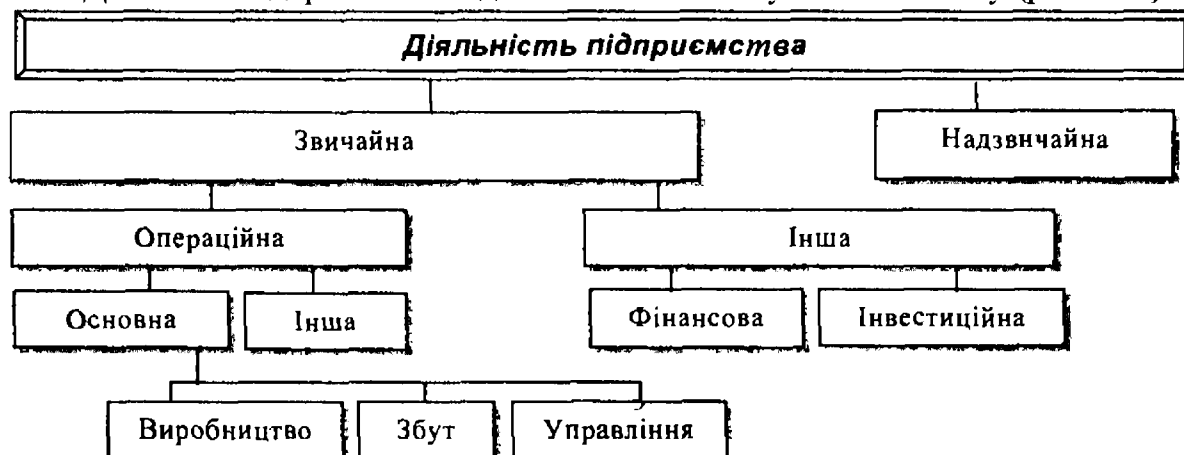 Діяльність підприємства
Звичайна Надзвичайна
Операційна Інша
Основна Інша Фінансова Інвестиційна
Виробництво Збут Управління